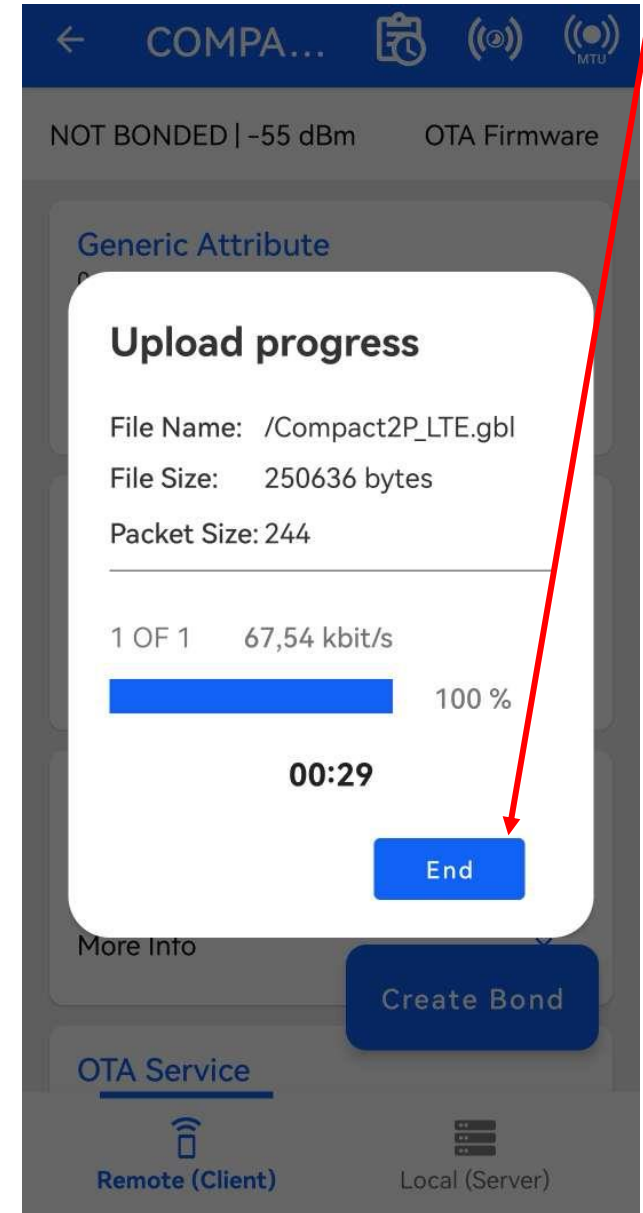 COMPA...
MTU
NOT BONDED | -55 dBm OTA Firmware
Generic Attribute
Upload progress
File Name: /Compact2P_LTE.gbl
File Size: 250636 bytes
Packet Size: 244
1 OF 1 67,54 kbit/s
100 %
00:29
End
More Info
Create Bond
OTA Service
Remote (Client) Local (Server)